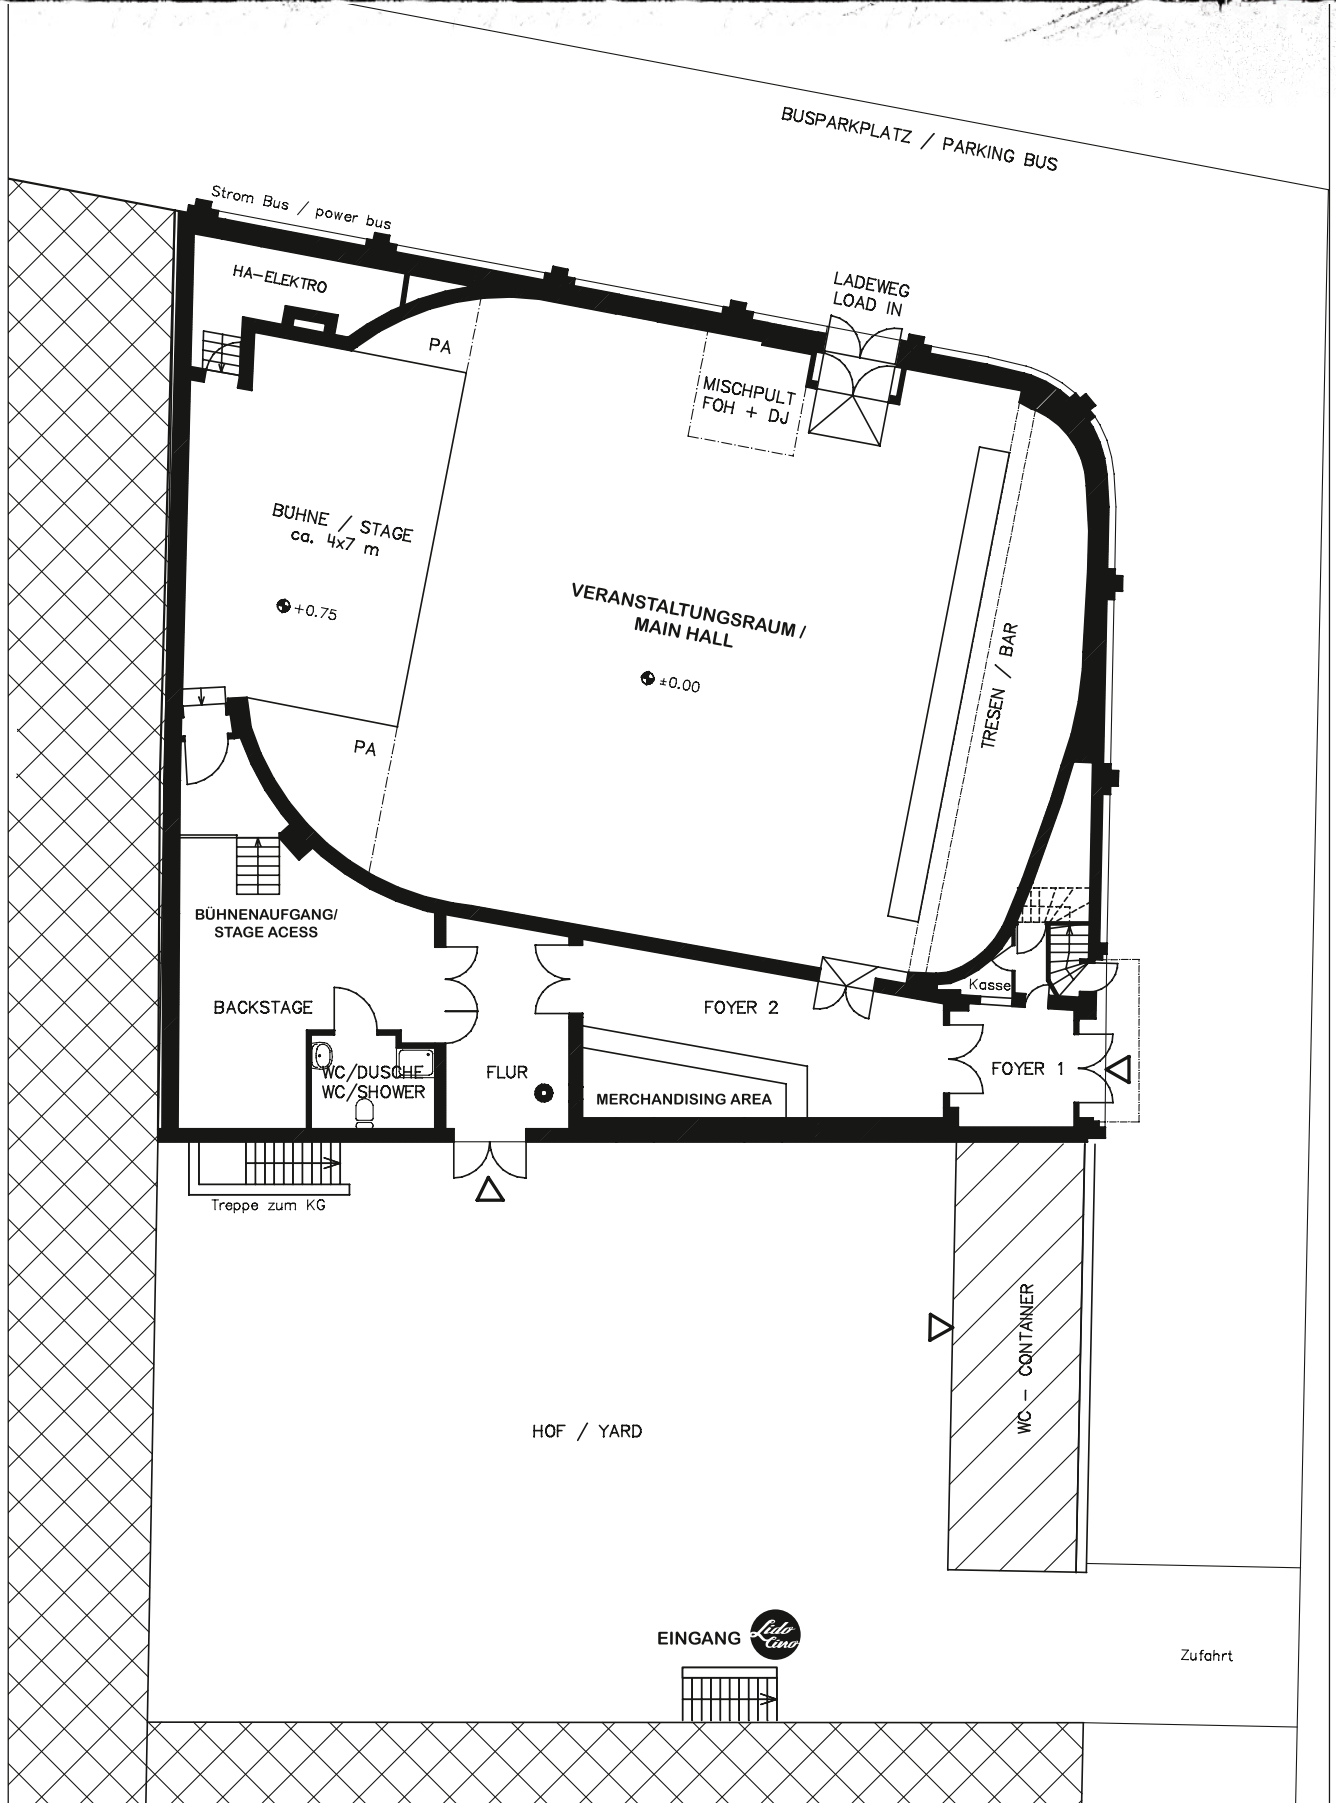 BUSPARKPLATZ / PARKING BUS
Strom Bus / power bus
HA-ELEKTRO
LADEWEG
LOAD IN
PA
MISCHPULT
FOH + DJ
BÜHNE / STAGE
ca. 4x7 m
+0.75
VERANSTALTUNGSRAUM /
MAIN HALL
±0.00
TRESEN / BAR
PA
BÜHNENAUFGANG/
STAGE ACESS
Kasse
BACKSTAGE
FOYER 2
FLUR
FOYER 1
WC/DUSCHE
WC/SHOWER
MERCHANDISING AREA
Treppe zum KG
WC - CONTAINER
HOF / YARD
EINGANG
Lido
Cino
Zufahrt